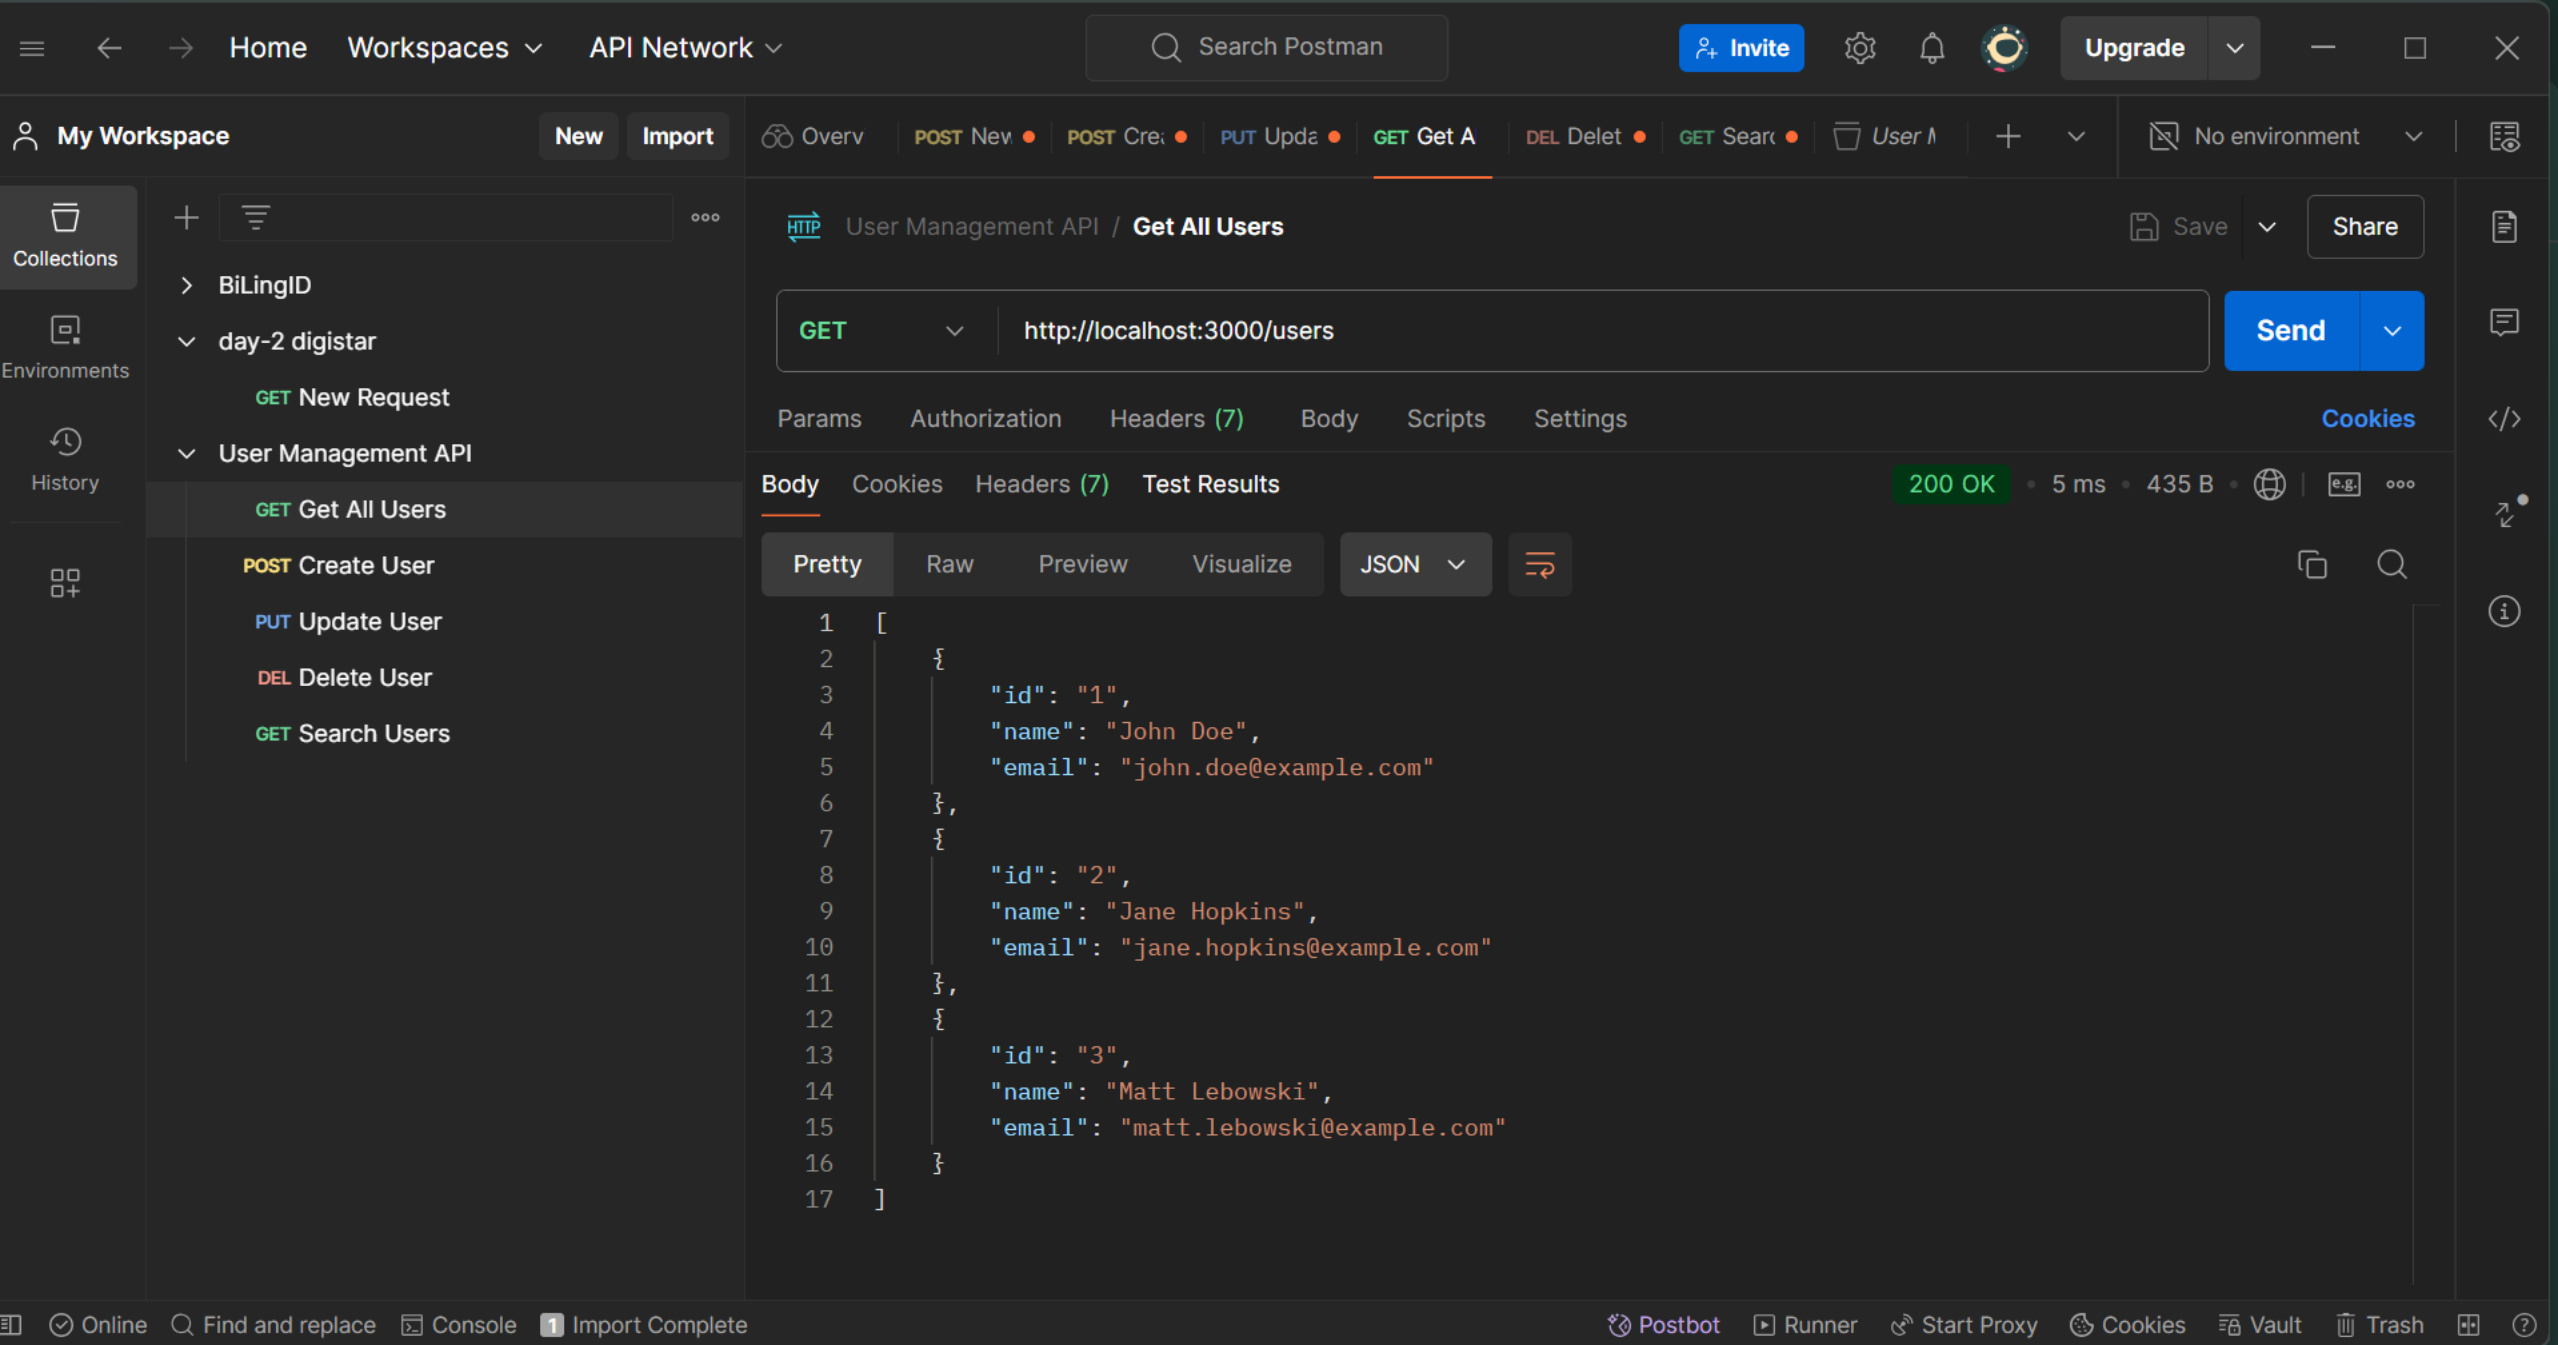 Home Workspaces API Network Search Postman Invite Upgrade
My Workspace New Import Overv POST New POST Crea PUT Upda GET Get A DEL Delet GET Searc User M No environment
Collections
Environments
History
BiLingID
day-2 digistar
GET New Request
User Management API
GET Get All Users
POST Create User
PUT Update User
DEL Delete User
GET Search Users
HTTP User Management API / Get All Users Save Share
GET http://localhost:3000/users Send
Params Authorization Headers (7) Body Scripts Settings Cookies
Body Cookies Headers (7) Test Results 200 OK • 5 ms • 435 B • e.g.
Pretty Raw Preview Visualize JSON
1 [
2 {
3 "id": "1",
4 "name": "John Doe",
5 "email": "john.doe@example.com"
6 },
7 {
8 "id": "2",
9 "name": "Jane Hopkins",
10 "email": "jane.hopkins@example.com"
11 },
12 {
13 "id": "3",
14 "name": "Matt Lebowski",
15 "email": "matt.lebowski@example.com"
16 }
17 ]
Online Find and replace Console 1 Import Complete Postbot Runner Start Proxy Cookies Vault Trash